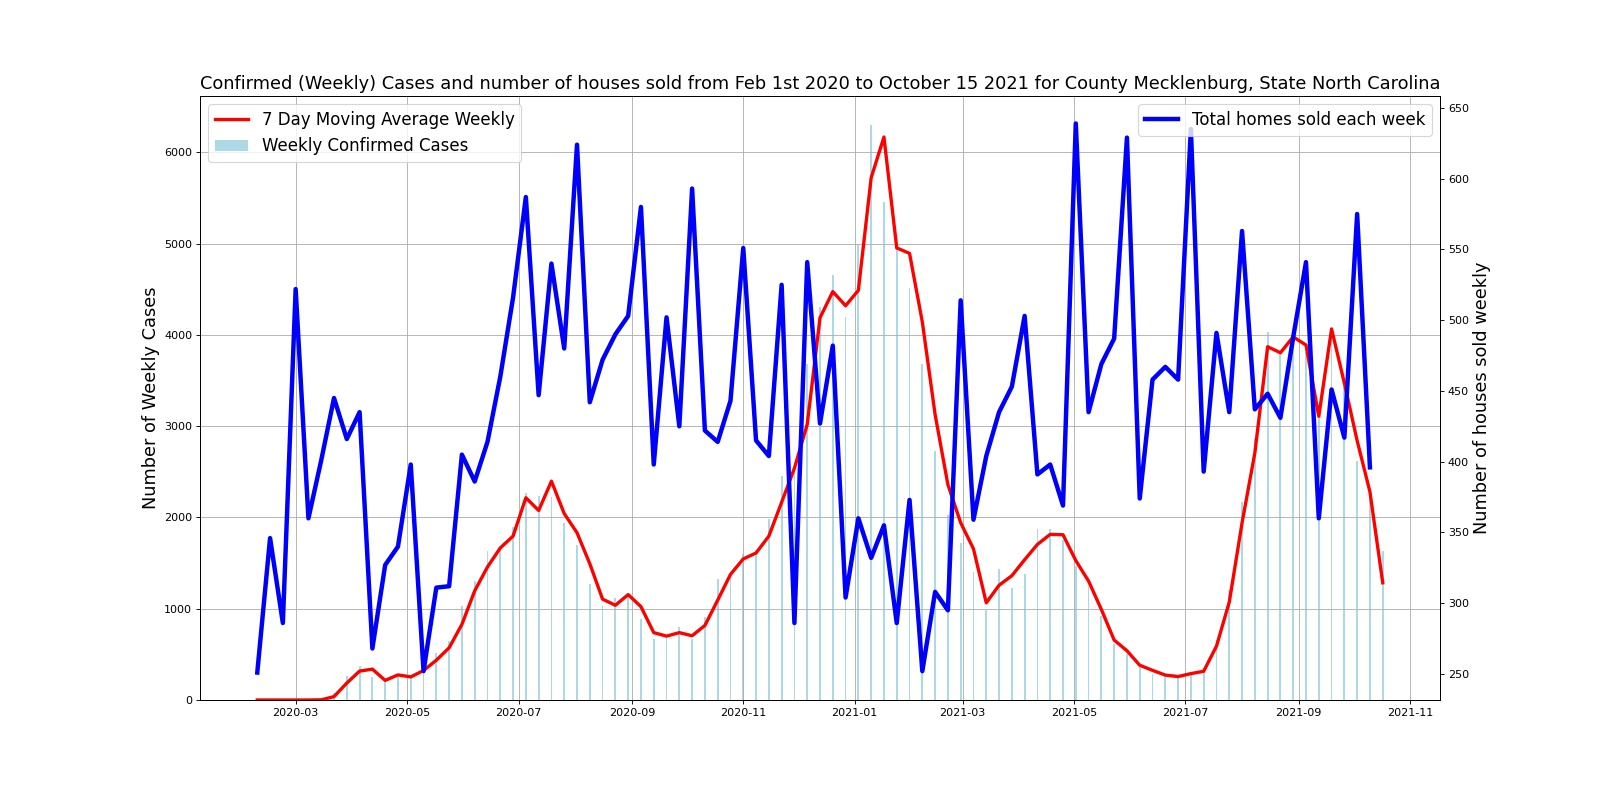 Confirmed (Weekly) Cases and number of houses sold from Feb 1st 2020 to October 15 2021 for County Mecklenburg, State North Carolina
7 Day Moving Average Weekly
Weekly Confirmed Cases
Total homes sold each week
Number of Weekly Cases
6000
5000
4000
3000
2000
1000
0
650
600
550
500
450
400
350
300
250
Number of houses sold weekly
2020-03 2020-05 2020-07 2020-09 2020-11 2021-01 2021-03 2021-05 2021-07 2021-09 2021-11